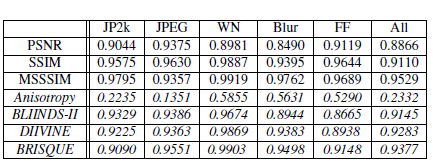 JP2k JPEG WN Blur FF All
PSNR 0.9044 0.9375 0.8981 0.8490 0.9119 0.8866
SSIM 0.9575 0.9630 0.9887 0.9395 0.9644 0.9110
MSSSIM 0.9795 0.9357 0.9919 0.9762 0.9689 0.9529
Anisotropy 0.2235 0.1351 0.5855 0.5631 0.5290 0.2332
BLIINDS-II 0.9329 0.9386 0.9674 0.8944 0.8665 0.9145
DIIVINE 0.9225 0.9363 0.9869 0.9383 0.8938 0.9283
BRISQUE 0.9090 0.9551 0.9903 0.9498 0.9148 0.9377